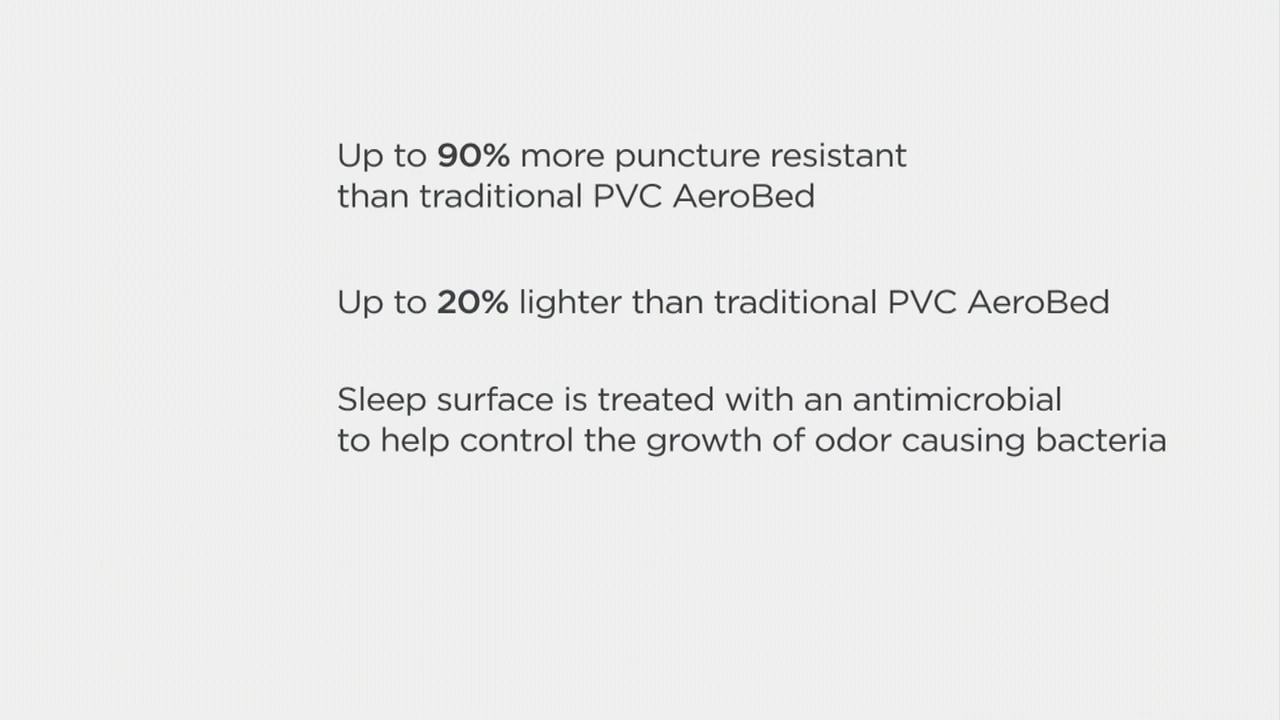 Up to 90% more puncture resistant
than traditional PVC AeroBed
Up to 20% lighter than traditional PVC AeroBed
Sleep surface is treated with an antimicrobial
to help control the growth of odor causing bacteria